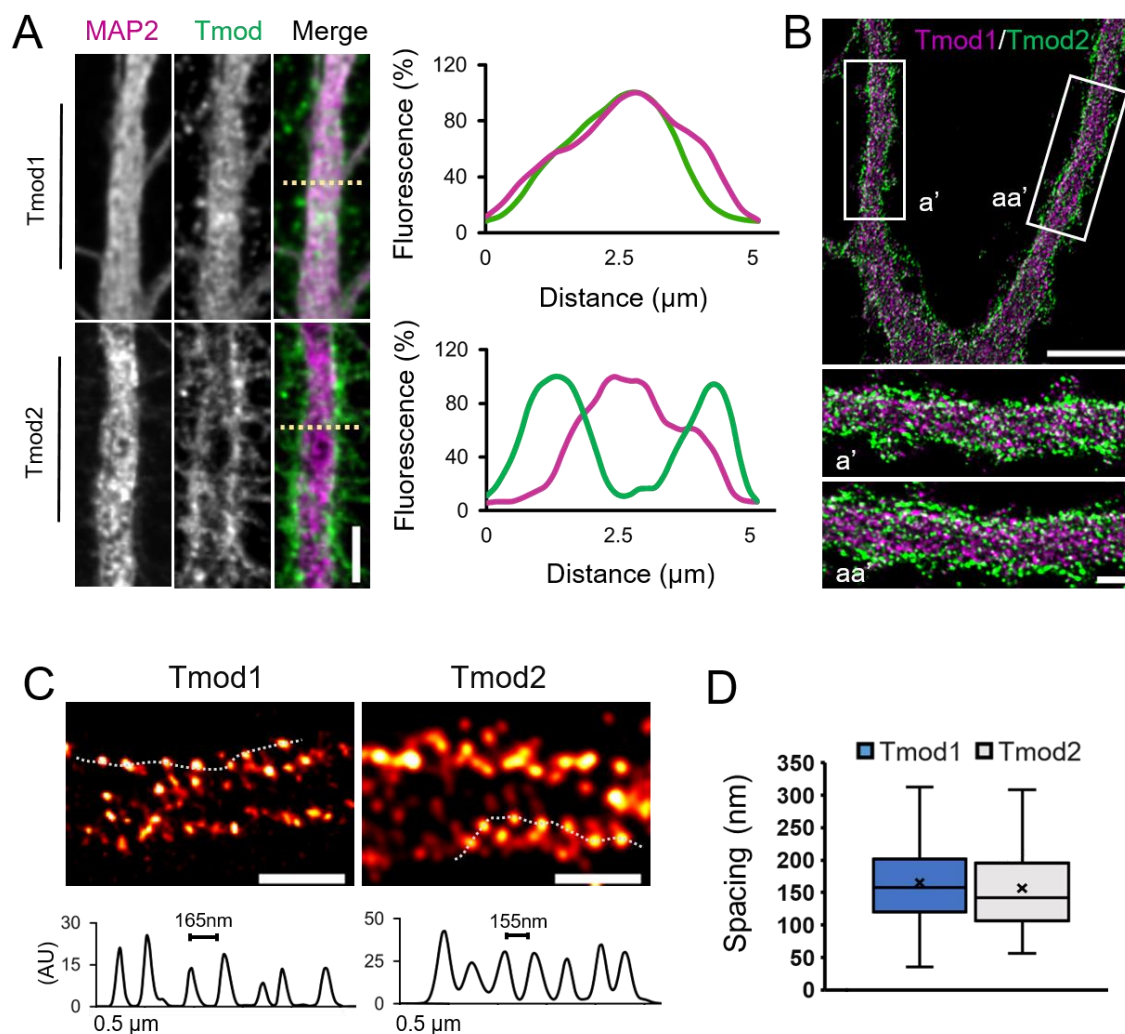 A
MAP2 Tmod Merge
Tmod1
Tmod2
Fluorescence (%)
120
80
40
0
0 2.5 5
Distance (µm)
Fluorescence (%)
120
80
40
0
0 2.5 5
Distance (µm)
B
Tmod1/Tmod2
a'
aa'
a'
aa'
C
Tmod1 Tmod2
165nm
30
15
0
(AU)
0.5 µm
155nm
50
25
0
0.5 µm
D
Tmod1 Tmod2
Spacing (nm)
350
300
250
200
150
100
50
0